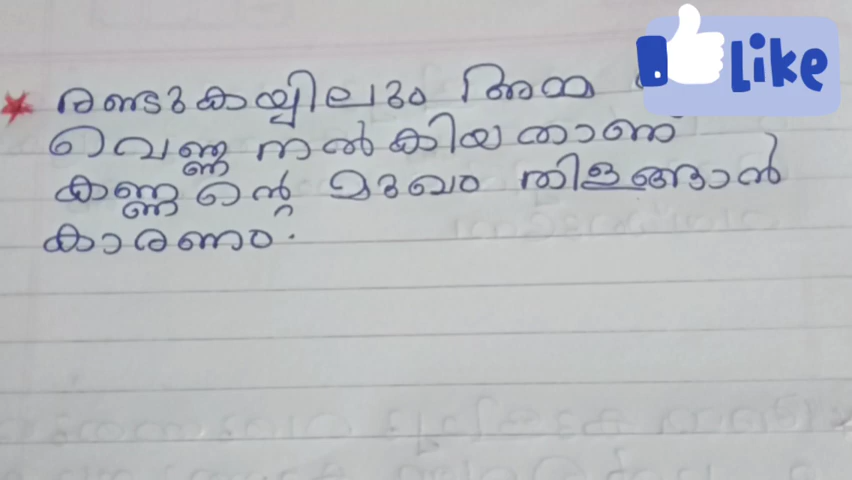 Like
രണ്ടുകയ്യിലും അമ്മ
വെണ്ണ നൽകിയതാണ്
കണ്ണന്റെ മുഖം തിളങ്ങാൻ
കാരണം.